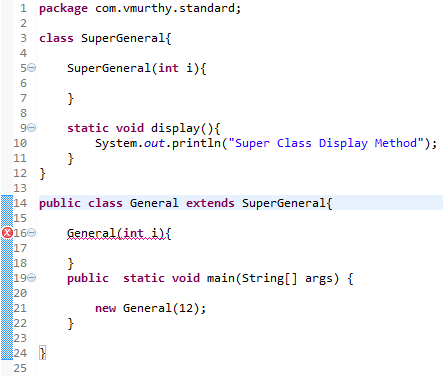 1 package com.vmurthy.standard;
2
3 class SuperGeneral{
4
5 SuperGeneral(int i){
6
7 }
8
9 static void display(){
10 System.out.println("Super Class Display Method");
11 }
12 }
13
14 public class General extends SuperGeneral{
15
16 General(int i){
17
18 }
19 public  static void main(String[] args) {
20
21 new General(12);
22 }
23
24 }
25